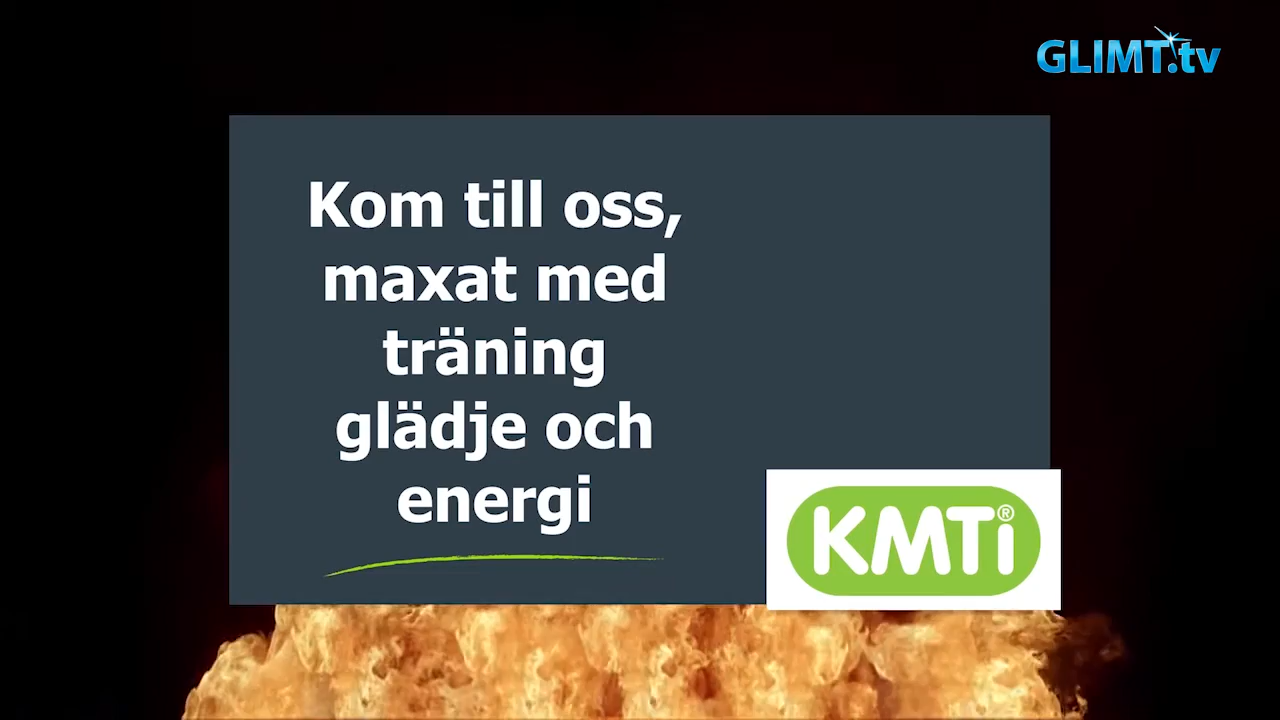 GLIMT.tv
Kom till oss,
maxat med
träning
glädje och
energi
KMTi®